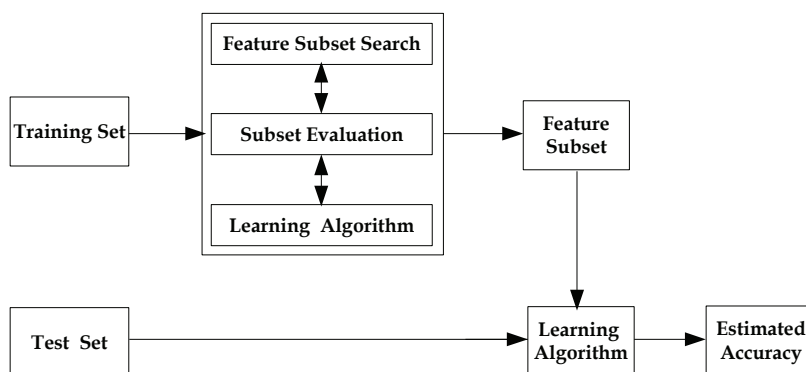 Feature Subset Search
Training Set
Subset Evaluation
Feature
Subset
Learning Algorithm
Test Set
Learning
Algorithm
Estimated
Accuracy